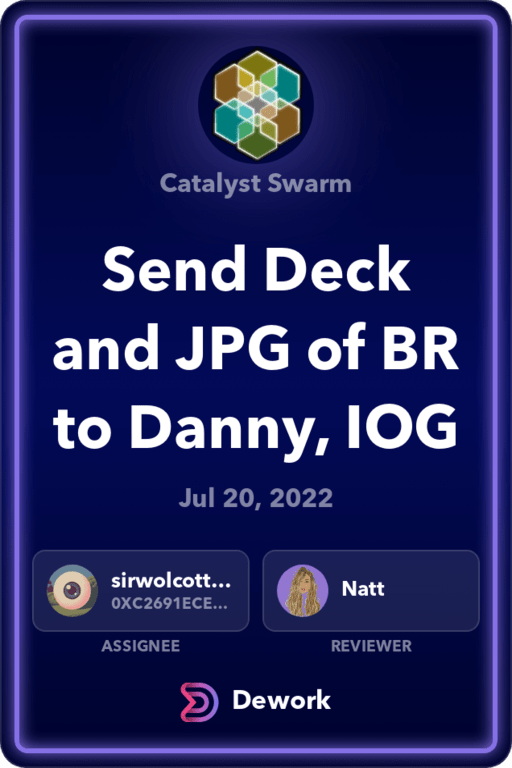 Catalyst Swarm
Send Deck
and JPG of BR
to Danny, IOG
Jul 20, 2022
sirwolcott...
0XC2691ECE...
Natt
ASSIGNEE
REVIEWER
Dework